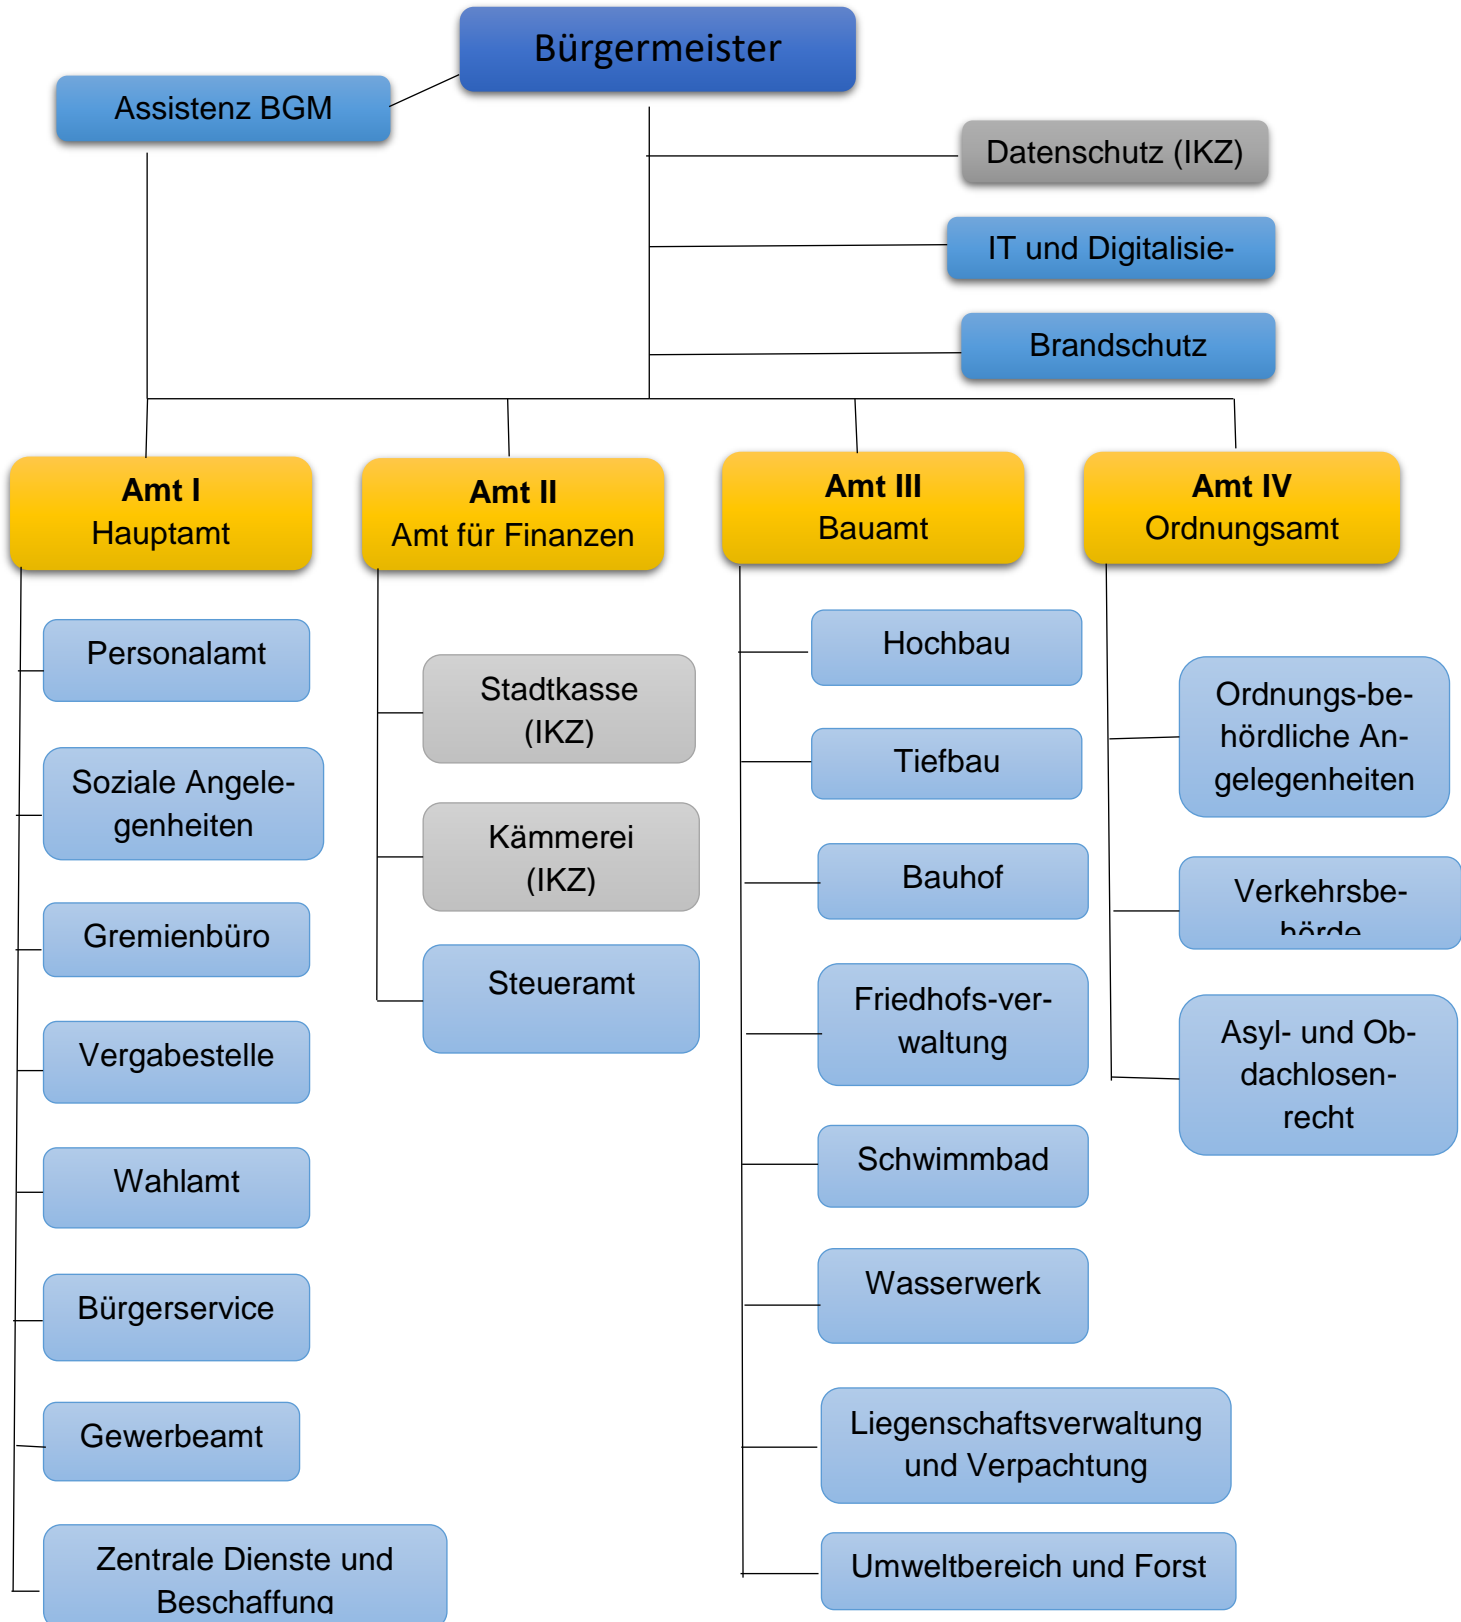 Bürgermeister
Assistenz BGM
Datenschutz (IKZ)
IT und Digitalisie-
Brandschutz
Amt I
Hauptamt
Amt II
Amt für Finanzen
Amt III
Bauamt
Amt IV
Ordnungsamt
Personalamt
Soziale Angele-
genheiten
Gremienbüro
Vergabestelle
Wahlamt
Bürgerservice
Gewerbeamt
Zentrale Dienste und
Beschaffung
Stadtkasse
(IKZ)
Kämmerei
(IKZ)
Steueramt
Hochbau
Tiefbau
Bauhof
Friedhofs-ver-
waltung
Schwimmbad
Wasserwerk
Liegenschaftsverwaltung
und Verpachtung
Umweltbereich und Forst
Ordnungs-be-
hördliche An-
gelegenheiten
Verkehrsbe-
hörde
Asyl- und Ob-
dachlosen-
recht